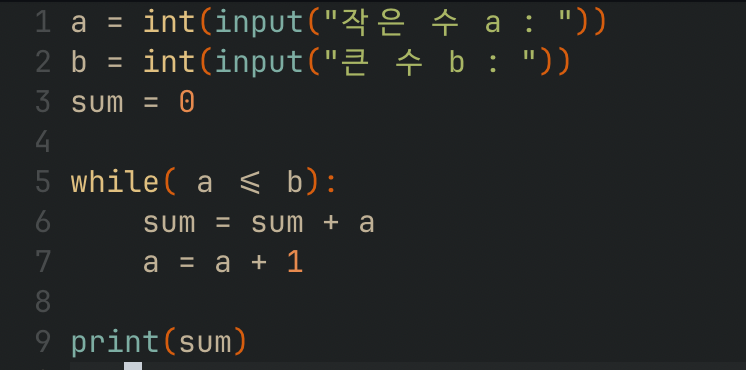 1 a = int(input("작은 수 a : "))
2 b = int(input("큰 수 b : "))
3 sum = 0
4
5 while( a <= b):
6     sum = sum + a
7     a = a + 1
8
9 print(sum)